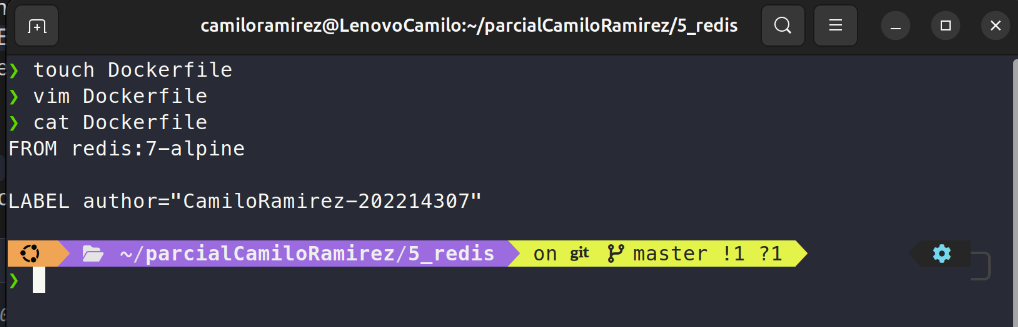 camiloramirez@LenovoCamilo:~/parcialCamiloRamirez/5_redis
❯ touch Dockerfile
❯ vim Dockerfile
❯ cat Dockerfile
FROM redis:7-alpine
LABEL author="CamiloRamirez-202214307"
~/parcialCamiloRamirez/5_redis on git master !1 ?1
❯